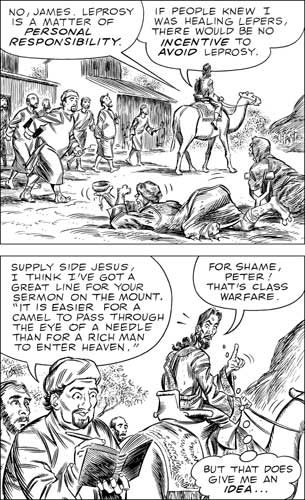 NO, JAMES. LEPROSY
IS A MATTER OF
PERSONAL
RESPONSIBILITY.
IF PEOPLE KNEW I
WAS HEALING LEPERS,
THERE WOULD BE NO
INCENTIVE TO
AVOID LEPROSY.
SUPPLY SIDE JESUS,
I THINK I'VE GOT A
GREAT LINE FOR YOUR
SERMON ON THE MOUNT.
"IT IS EASIER FOR A
CAMEL TO PASS THROUGH
THE EYE OF A NEEDLE
THAN FOR A RICH MAN
TO ENTER HEAVEN."
FOR SHAME,
PETER!
THAT'S CLASS
WARFARE.
BUT THAT DOES
GIVE ME AN
IDEA...